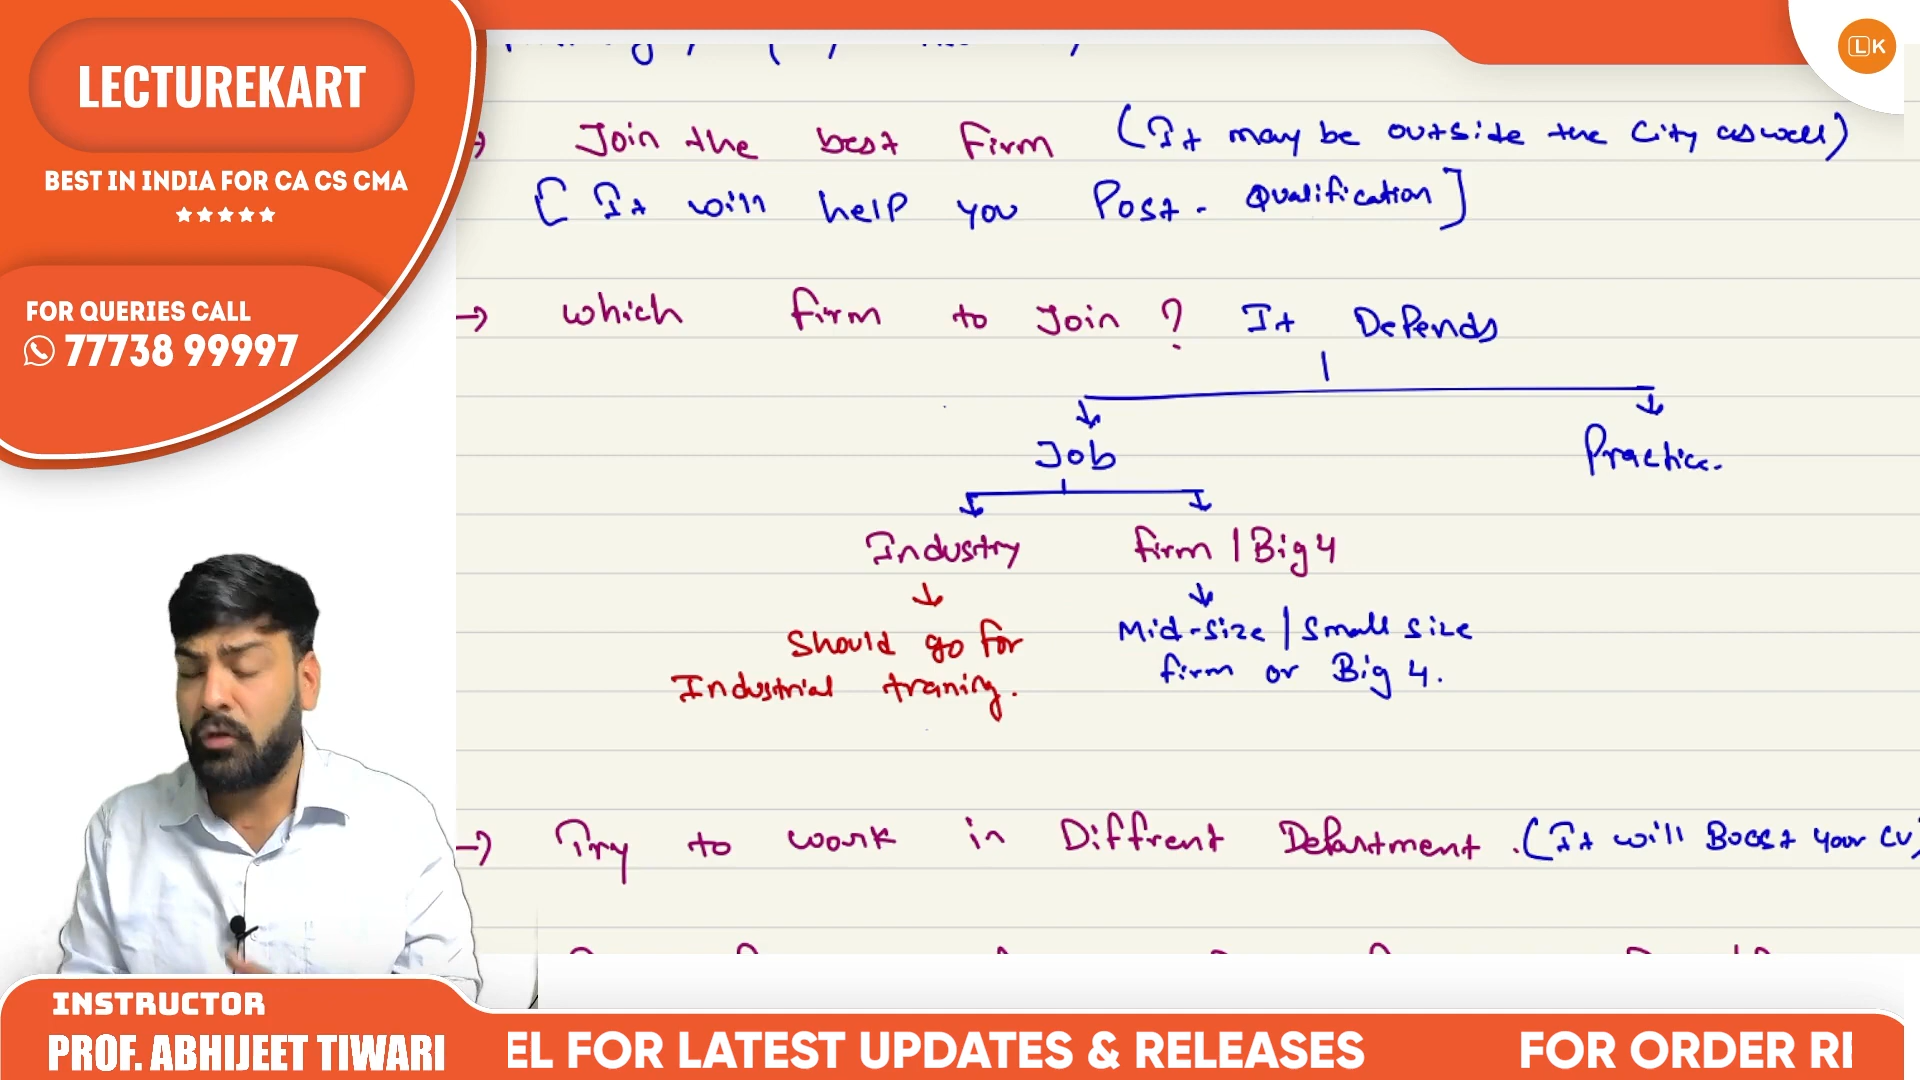 LECTUREKART
BEST IN INDIA FOR CA CS CMA
FOR QUERIES CALL
77738 99997
LK
→ Join the best firm (It may be outside the City aswell)
[ It will help you Post - Qualification ]
→ which firm to Join ? It Depends
Job
Practice.
Industry
firm | Big 4
Should go for
Industrial traning.
Mid-size | Small size
firm or Big 4.
→ Try to work in Diffrent Department . (It will Boost your CV)
INSTRUCTOR
PROF. ABHIJEET TIWARI
EL FOR LATEST UPDATES & RELEASES
FOR ORDER RE